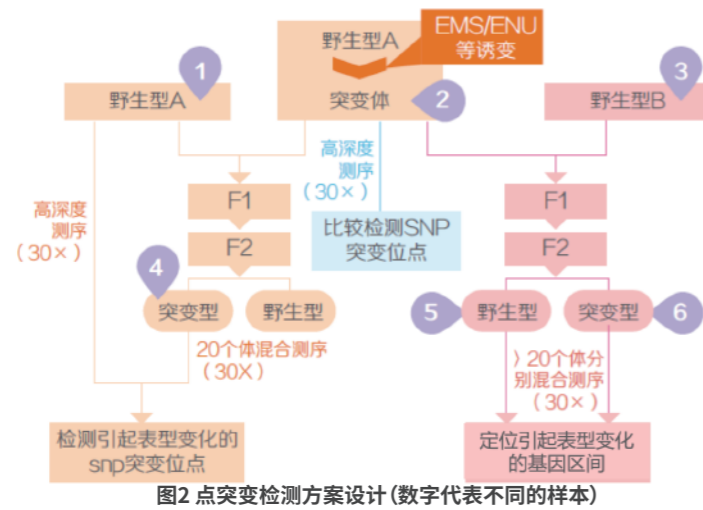 野生型A
EMS/ENU
等诱变
1
3
野生型A
突变体
2
野生型B
高深度
测序
（30×）
高深度
测序
（30×）
F1
F1
比较检测SNP
突变位点
F2
F2
4
突变型
野生型
5
野生型
突变型
6
20个体混合测序
（30X）
〉20个体分
别混合测序
（30×）
检测引起表型变化的
snp突变位点
定位引起表型变化
的基因区间
图2 点突变检测方案设计（数字代表不同的样本）